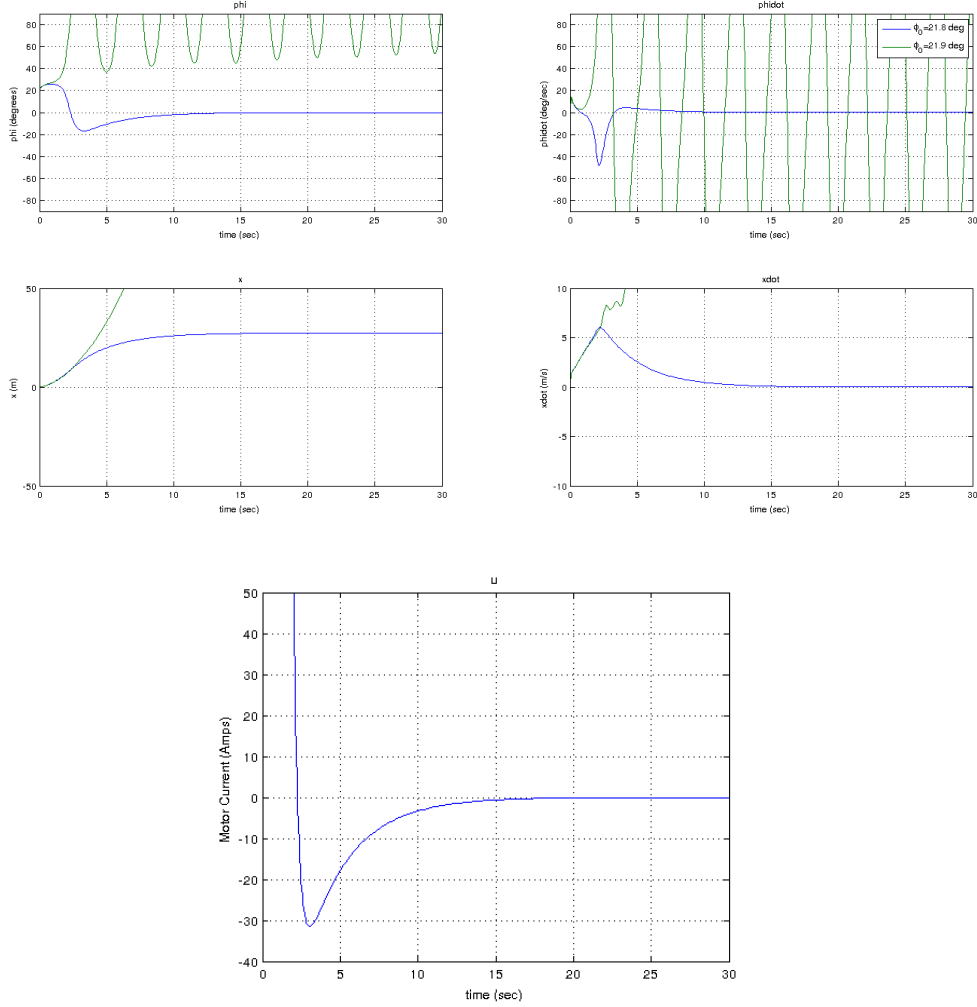 phi
phi (degrees)
80
60
40
20
0
-20
-40
-60
-80
0 5 10 15 20 25 30
time (sec)
phidot
phidot (deg/sec)
80
60
40
20
0
-20
-40
-60
-80
0 5 10 15 20 25 30
time (sec)
ϕ0=21.8 deg
ϕ0=21.9 deg
x
x (m)
50
0
-50
0 5 10 15 20 25 30
time (sec)
xdot
xdot (m/s)
10
5
0
-5
-10
0 5 10 15 20 25 30
time (sec)
u
Motor Current (Amps)
50
40
30
20
10
0
-10
-20
-30
-40
0 5 10 15 20 25 30
time (sec)